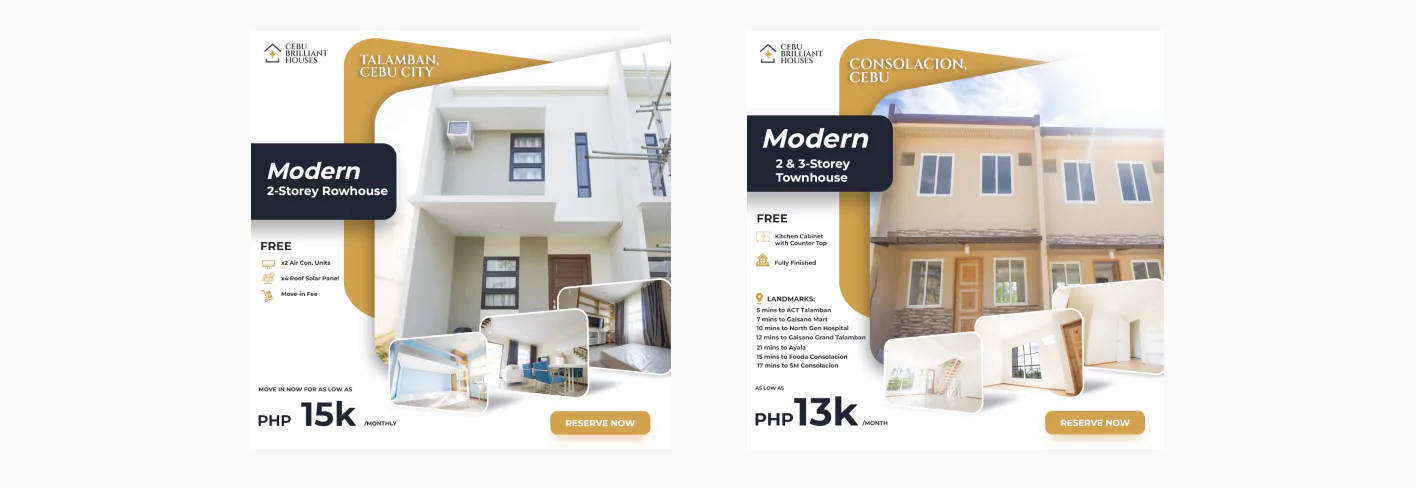 CEBU
BRILLIANT
HOUSES
TALAMBAN,
CEBU CITY
Modern
2-Storey Rowhouse
FREE
x2 Air Con. Units
x4 Roof Solar Panel
Move-in Fee
MOVE IN NOW FOR AS LOW AS
PHP 15k /MONTHLY
RESERVE NOW
CEBU
BRILLIANT
HOUSES
CONSOLACION,
CEBU
Modern
2 & 3-Storey
Townhouse
FREE
Kitchen Cabinet
with Counter Top
Fully Finished
LANDMARKS:
5 mins to ACT Talamban
7 mins to Gaisano Mart
10 mins to North Gen Hospital
12 mins to Gaisano Grand Talamban
21 mins to Ayala
15 mins to Fooda Consolacion
17 mins to SM Consolacion
AS LOW AS
PHP 13k /MONTH
RESERVE NOW